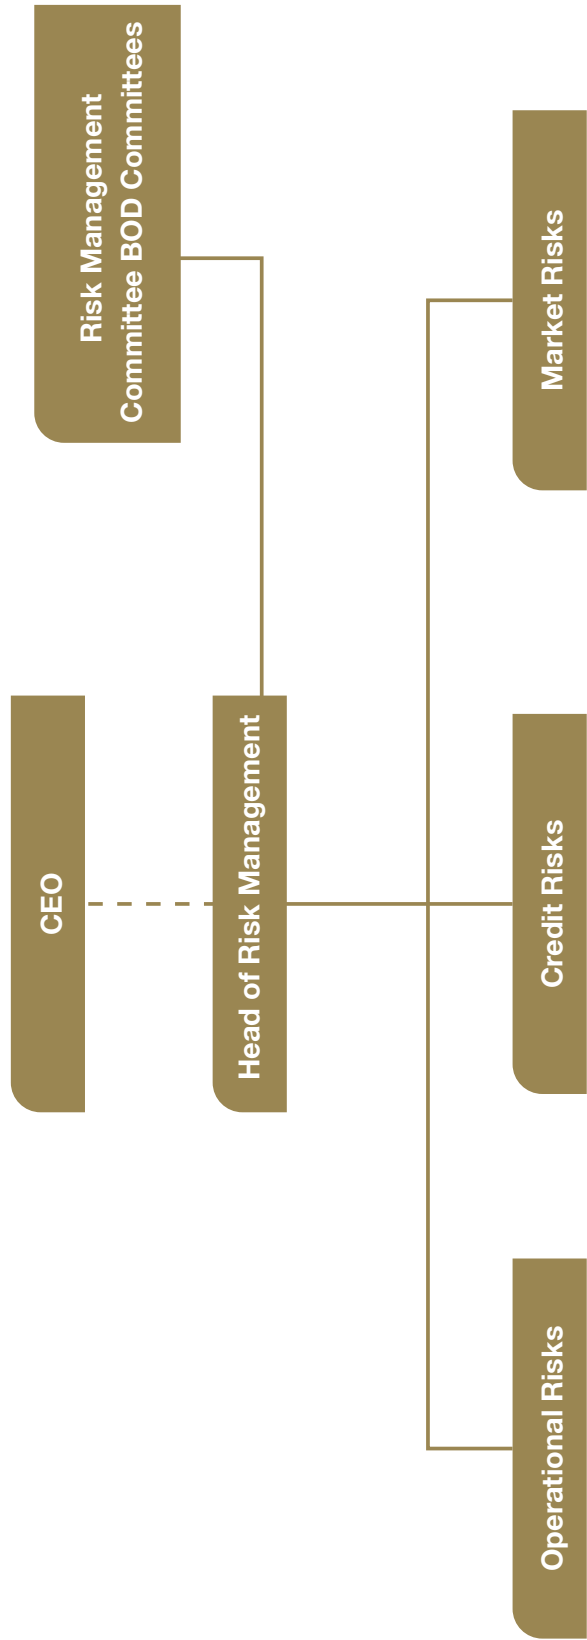 CEO
Risk Management
Committee BOD Committees
Head of Risk Management
Operational Risks
Credit Risks
Market Risks